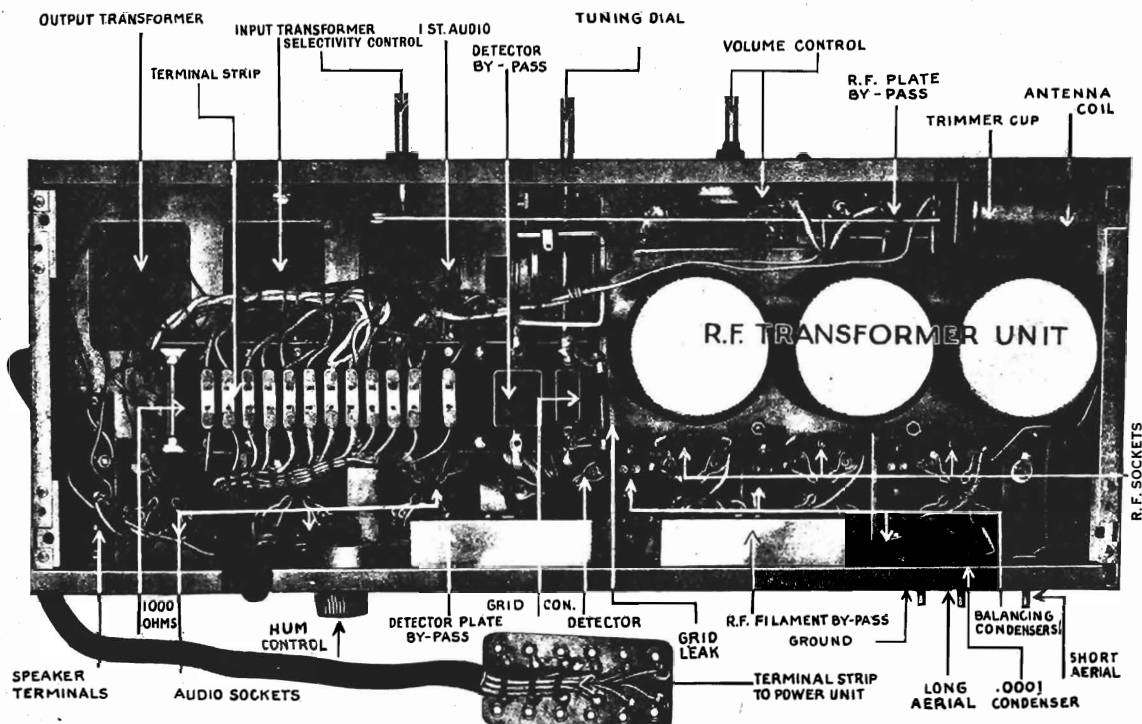 OUTPUT TRANSFORMER
INPUT TRANSFORMER
SELECTIVITY CONTROL
1 ST. AUDIO
TUNING DIAL
DETECTOR
BY-PASS
VOLUME CONTROL
TERMINAL STRIP
R.F. PLATE
BY-PASS
ANTENNA
COIL
TRIMMER CUP
R.F. TRANSFORMER UNIT
R.F. SOCKETS
1000
OHMS
HUM
CONTROL
DETECTOR PLATE
BY-PASS
GRID CON.
DETECTOR
GRID
LEAK
R.F. FILAMENT BY-PASS
GROUND
BALANCING
CONDENSERS
SHORT
AERIAL
SPEAKER
TERMINALS
AUDIO SOCKETS
TERMINAL STRIP
TO POWER UNIT
LONG
AERIAL
.0001
CONDENSER